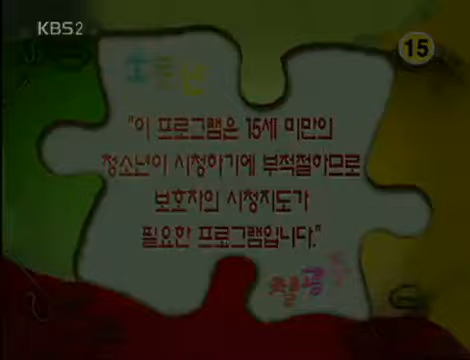 KBS2
15
"이 프로그램은 15세 미만의
청소년이 시청하기에 부적절하므로
보호자의 시청지도가
필요한 프로그램입니다."